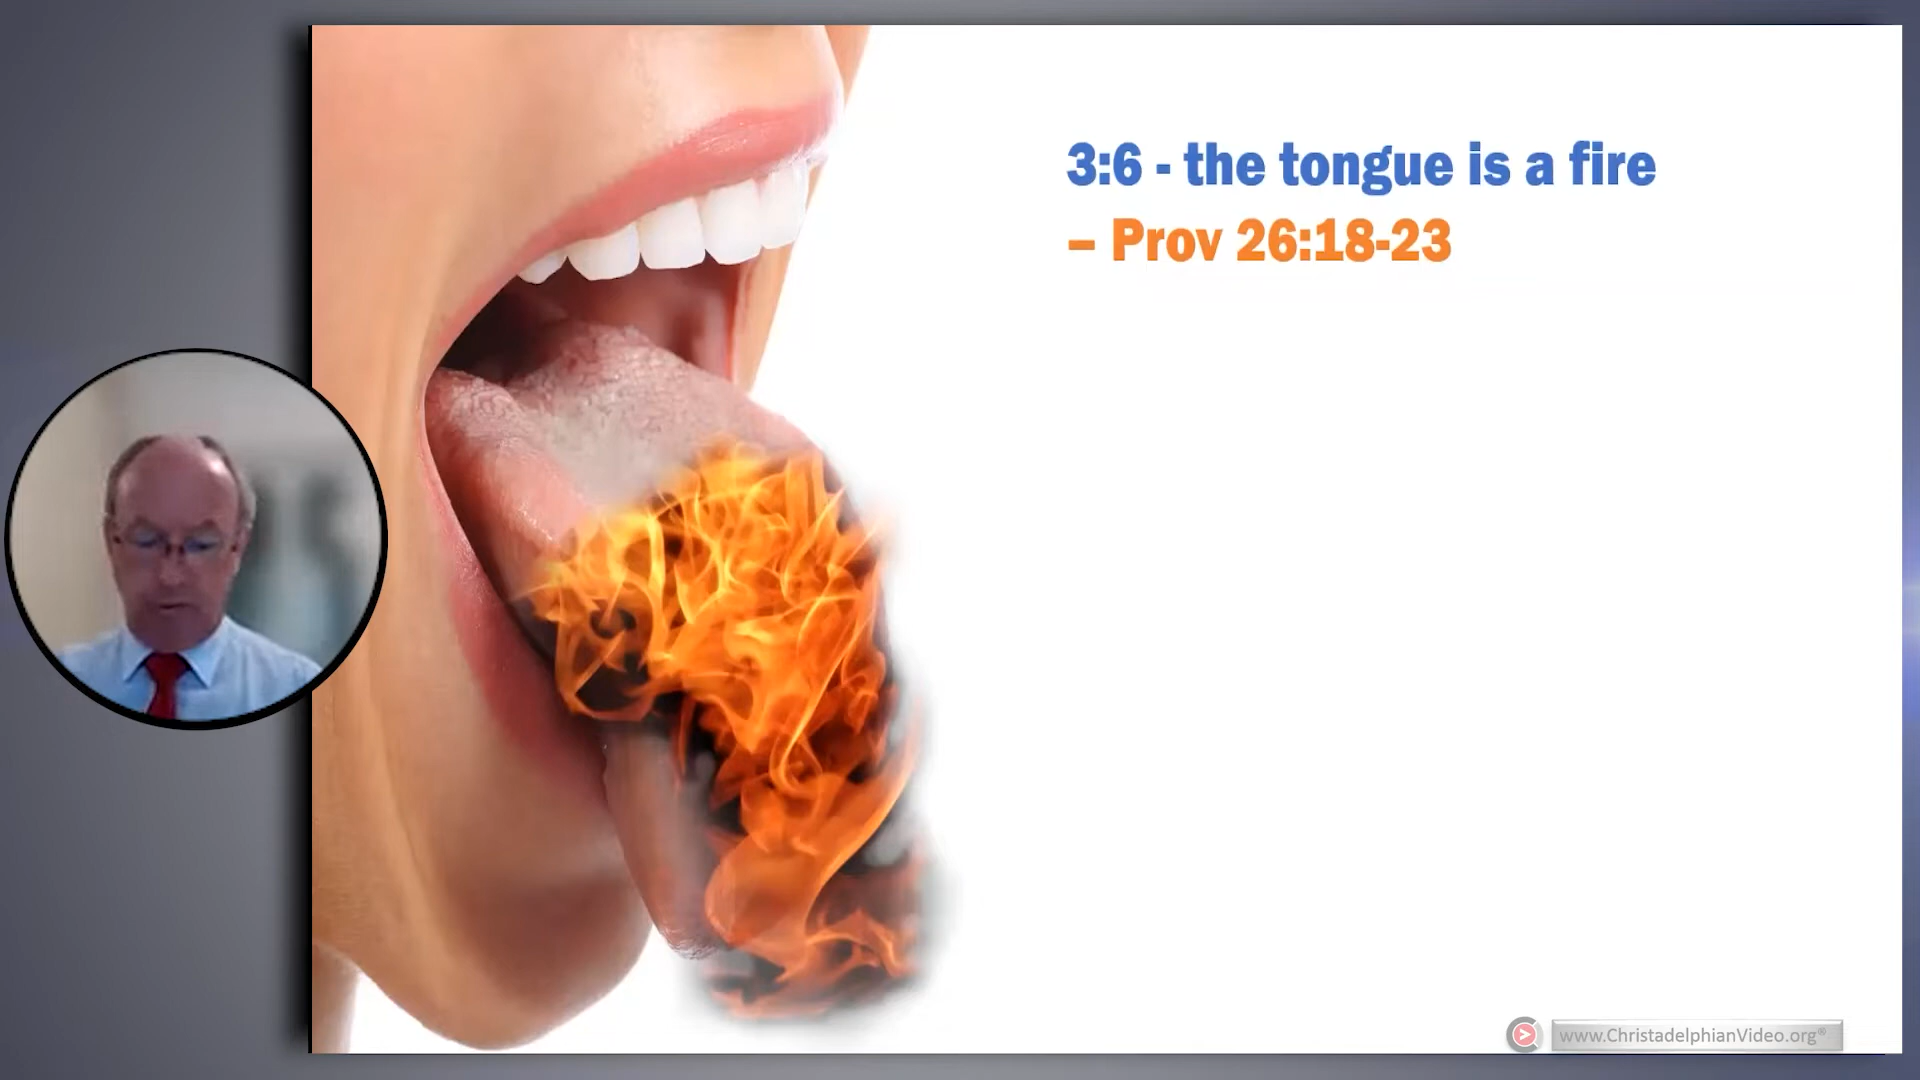 3:6 - the tongue is a fire
– Prov 26:18-23
www.ChristadelphianVideo.org®